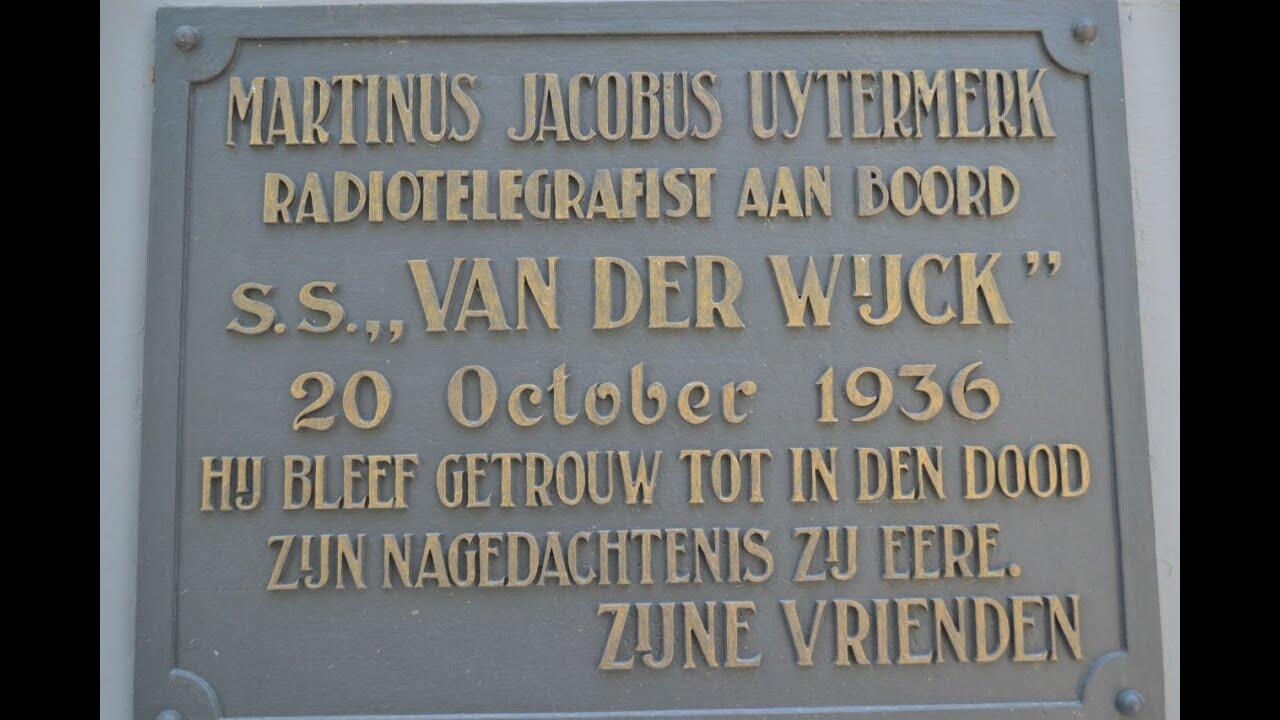 MARTINUS JACOBUS UYTERMERK
RADIOTELEGRAFIST AAN BOORD
S.S. „VAN DER WIJCK”
20 October 1936
HIJ BLEEF GETROUW TOT IN DEN DOOD
ZIJN NAGEDACHTENIS ZIJ EERE.
ZIJNE VRIENDEN